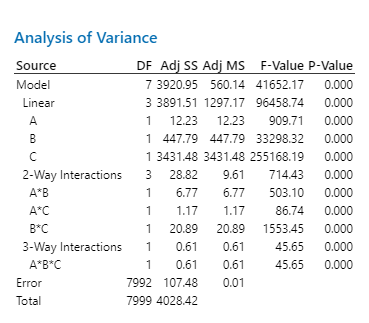 Analysis of Variance
Source DF Adj SS Adj MS F-Value P-Value
Model 7 3920.95 560.14 41652.17 0.000
Linear 3 3891.51 1297.17 96458.74 0.000
A 1 12.23 12.23 909.71 0.000
B 1 447.79 447.79 33298.32 0.000
C 1 3431.48 3431.48 255168.19 0.000
2-Way Interactions 3 28.82 9.61 714.43 0.000
A*B 1 6.77 6.77 503.10 0.000
A*C 1 1.17 1.17 86.74 0.000
B*C 1 20.89 20.89 1553.45 0.000
3-Way Interactions 1 0.61 0.61 45.65 0.000
A*B*C 1 0.61 0.61 45.65 0.000
Error 7992 107.48 0.01
Total 7999 4028.42